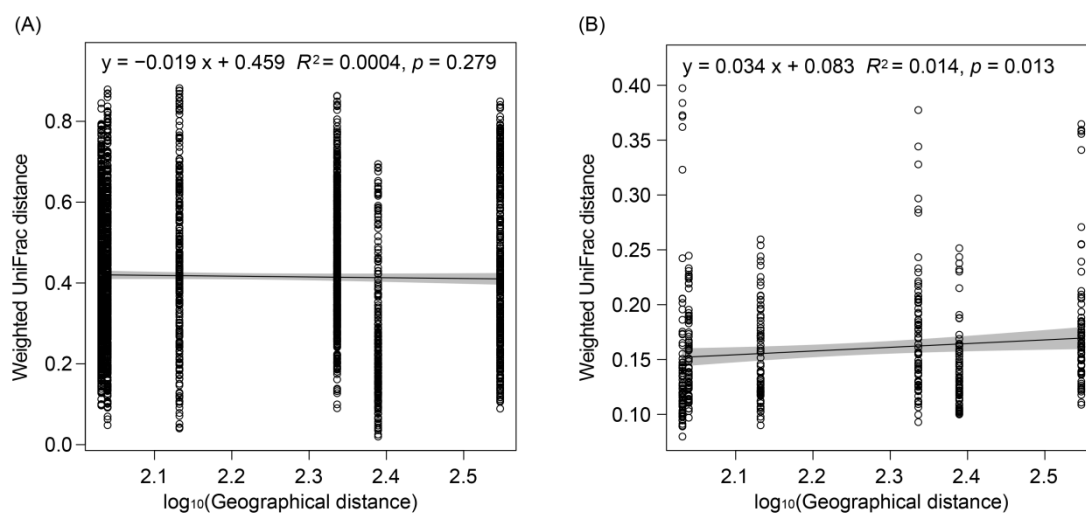 (A)
y = −0.019 x + 0.459 R² = 0.0004, p = 0.279
Weighted UniFrac distance
0.8
0.6
0.4
0.2
0.0
2.1
2.2
2.3
2.4
2.5
log₁₀(Geographical distance)
(B)
y = 0.034 x + 0.083 R² = 0.014, p = 0.013
Weighted UniFrac distance
0.40
0.35
0.30
0.25
0.20
0.15
0.10
2.1
2.2
2.3
2.4
2.5
log₁₀(Geographical distance)